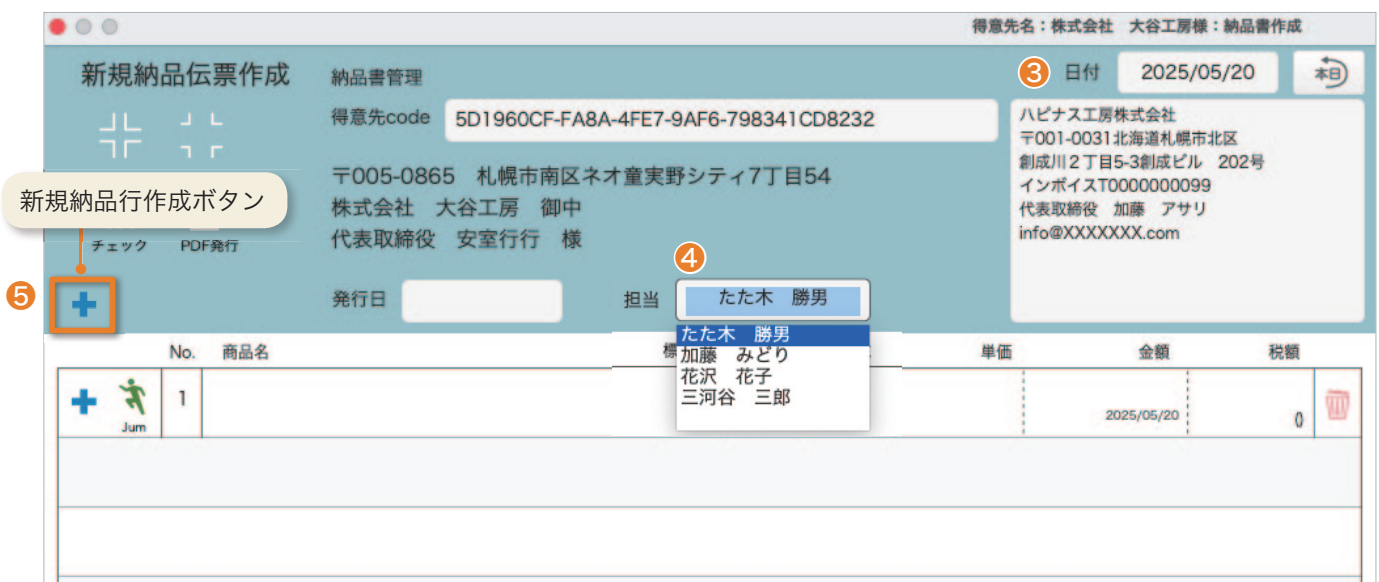 得意先名：株式会社　大谷工房様：納品書作成
新規納品伝票作成
納品書管理
❸ 日付 2025/05/20 本日
得意先code 5D1960CF-FA8A-4FE7-9AF6-798341CD8232
ハピナス工房株式会社
〒001-0031北海道札幌市北区
創成川２丁目5-3創成ビル　202号
インボイスT0000000099
代表取締役　加藤　アサリ
info@XXXXXXX.com
〒005-0865　札幌市南区ネオ童実野シティ7丁目54
株式会社　大谷工房　御中
代表取締役　安室行行　様
新規納品行作成ボタン
チェック PDF発行
❹
❺
発行日
担当 たた木　勝男
たた木　勝男
加藤　みどり
花沢　花子
三河谷　三郎
No. 商品名 標 単価 金額 税額
Jum 1 2025/05/20 0